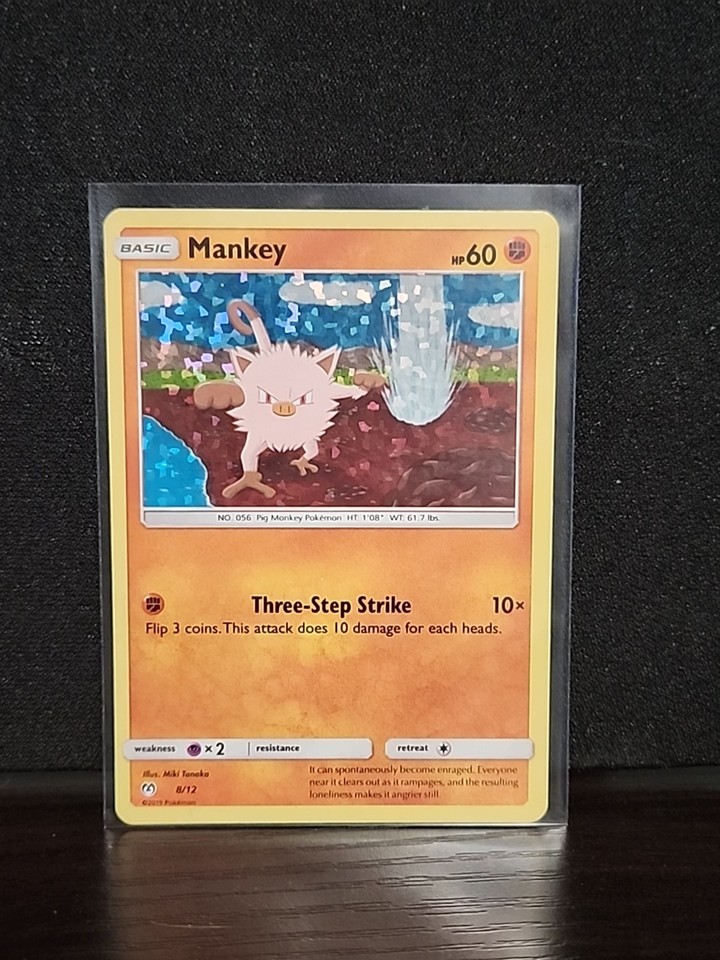 BASIC Mankey HP60
NO. 056 Pig Monkey Pokémon HT: 1'08" WT: 61.7 lbs.
Three-Step Strike 10×
Flip 3 coins. This attack does 10 damage for each heads.
weakness ×2 resistance retreat
Illus. Miki Tanaka
8/12
©2019 Pokémon
It can spontaneously become enraged. Everyone
near it clears out as it rampages, and the resulting
loneliness makes it angrier still.